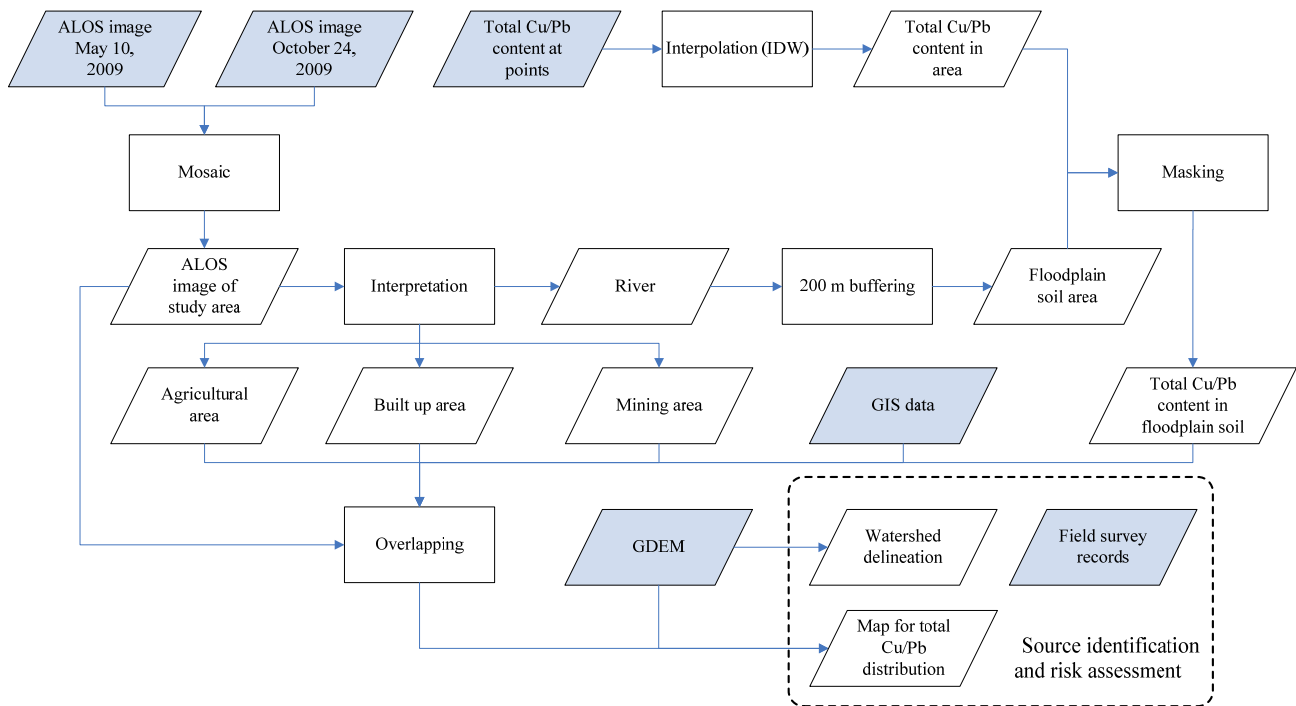 ALOS image
May 10,
2009
ALOS image
October 24,
2009
Total Cu/Pb
content at
points
Interpolation (IDW)
Total Cu/Pb
content in
area
Mosaic
Masking
ALOS
image of
study area
Interpretation
River
200 m buffering
Floodplain
soil area
Agricultural
area
Built up area
Mining area
GIS data
Total Cu/Pb
content in
floodplain soil
Overlapping
GDEM
Watershed
delineation
Field survey
records
Map for total
Cu/Pb
distribution
Source identification
and risk assessment